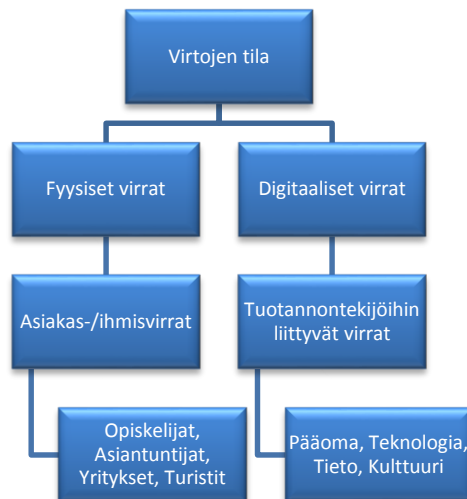 Virtojen tila
Fyysiset virrat
Digitaaliset virrat
Asiakas-/ihmisvirrat
Tuotannontekijöihin
liittyvät virrat
Opiskelijat,
Asiantuntijat,
Yritykset, Turistit
Pääoma, Teknologia,
Tieto, Kulttuuri